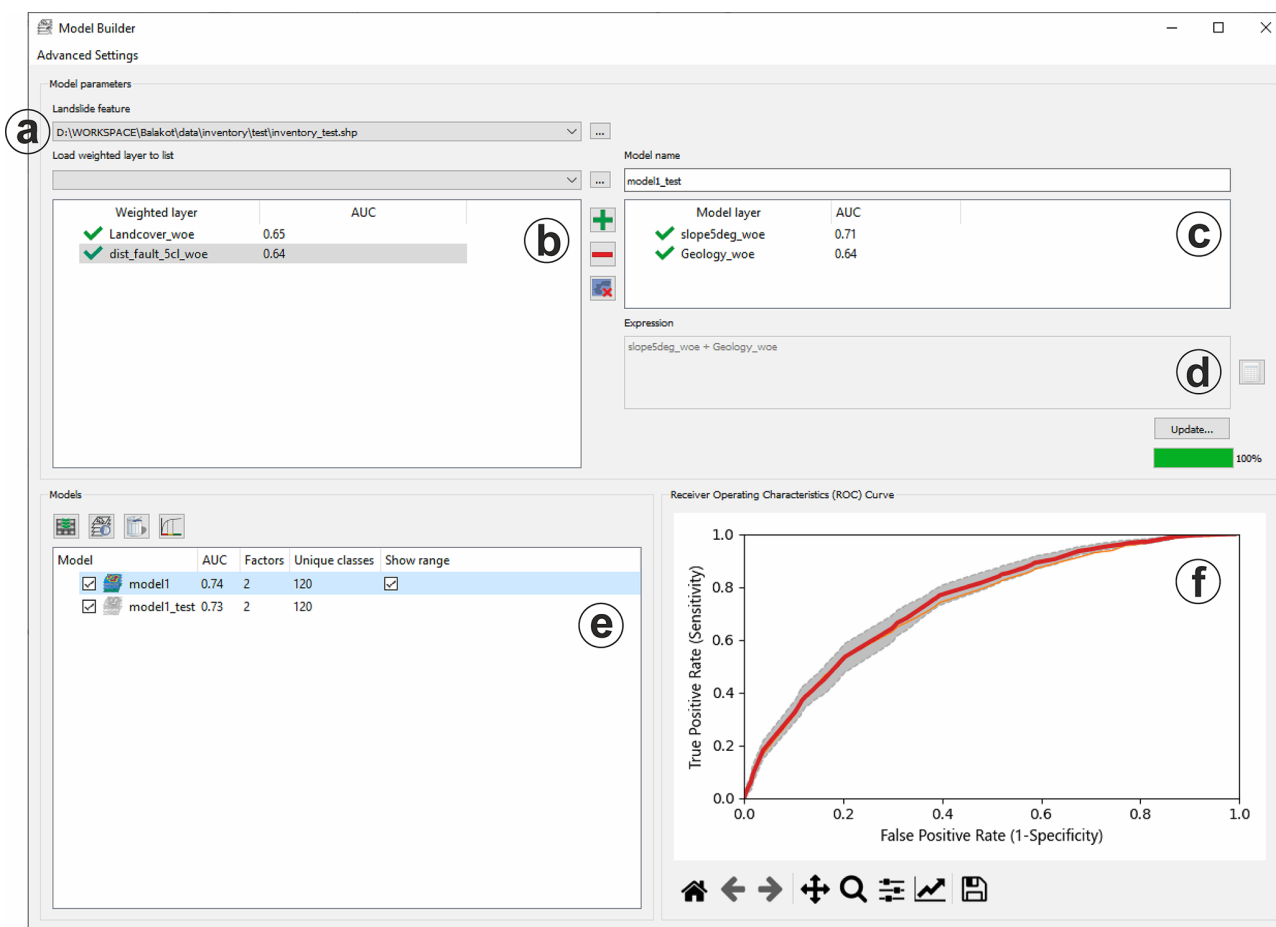 Model Builder
Advanced Settings
Model parameters
Landslide feature
a
D:\WORKSPACE\Balakot\data\inventory\test\inventory_test.shp
...
Load weighted layer to list
Model name
...
model1_test
Weighted layer AUC
Landcover_woe 0.65
dist_fault_5cl_woe 0.64
b
Model layer AUC
slope5deg_woe 0.71
Geology_woe 0.64
c
Expression
slope5deg_woe + Geology_woe
d
Update...
100%
Models
Model AUC Factors Unique classes Show range
model1 0.74 2 120
model1_test 0.73 2 120
e
Receiver Operating Characteristics (ROC) Curve
f
True Positive Rate (Sensitivity)
1.0
0.8
0.6
0.4
0.2
0.0
0.0 0.2 0.4 0.6 0.8 1.0
False Positive Rate (1-Specificity)